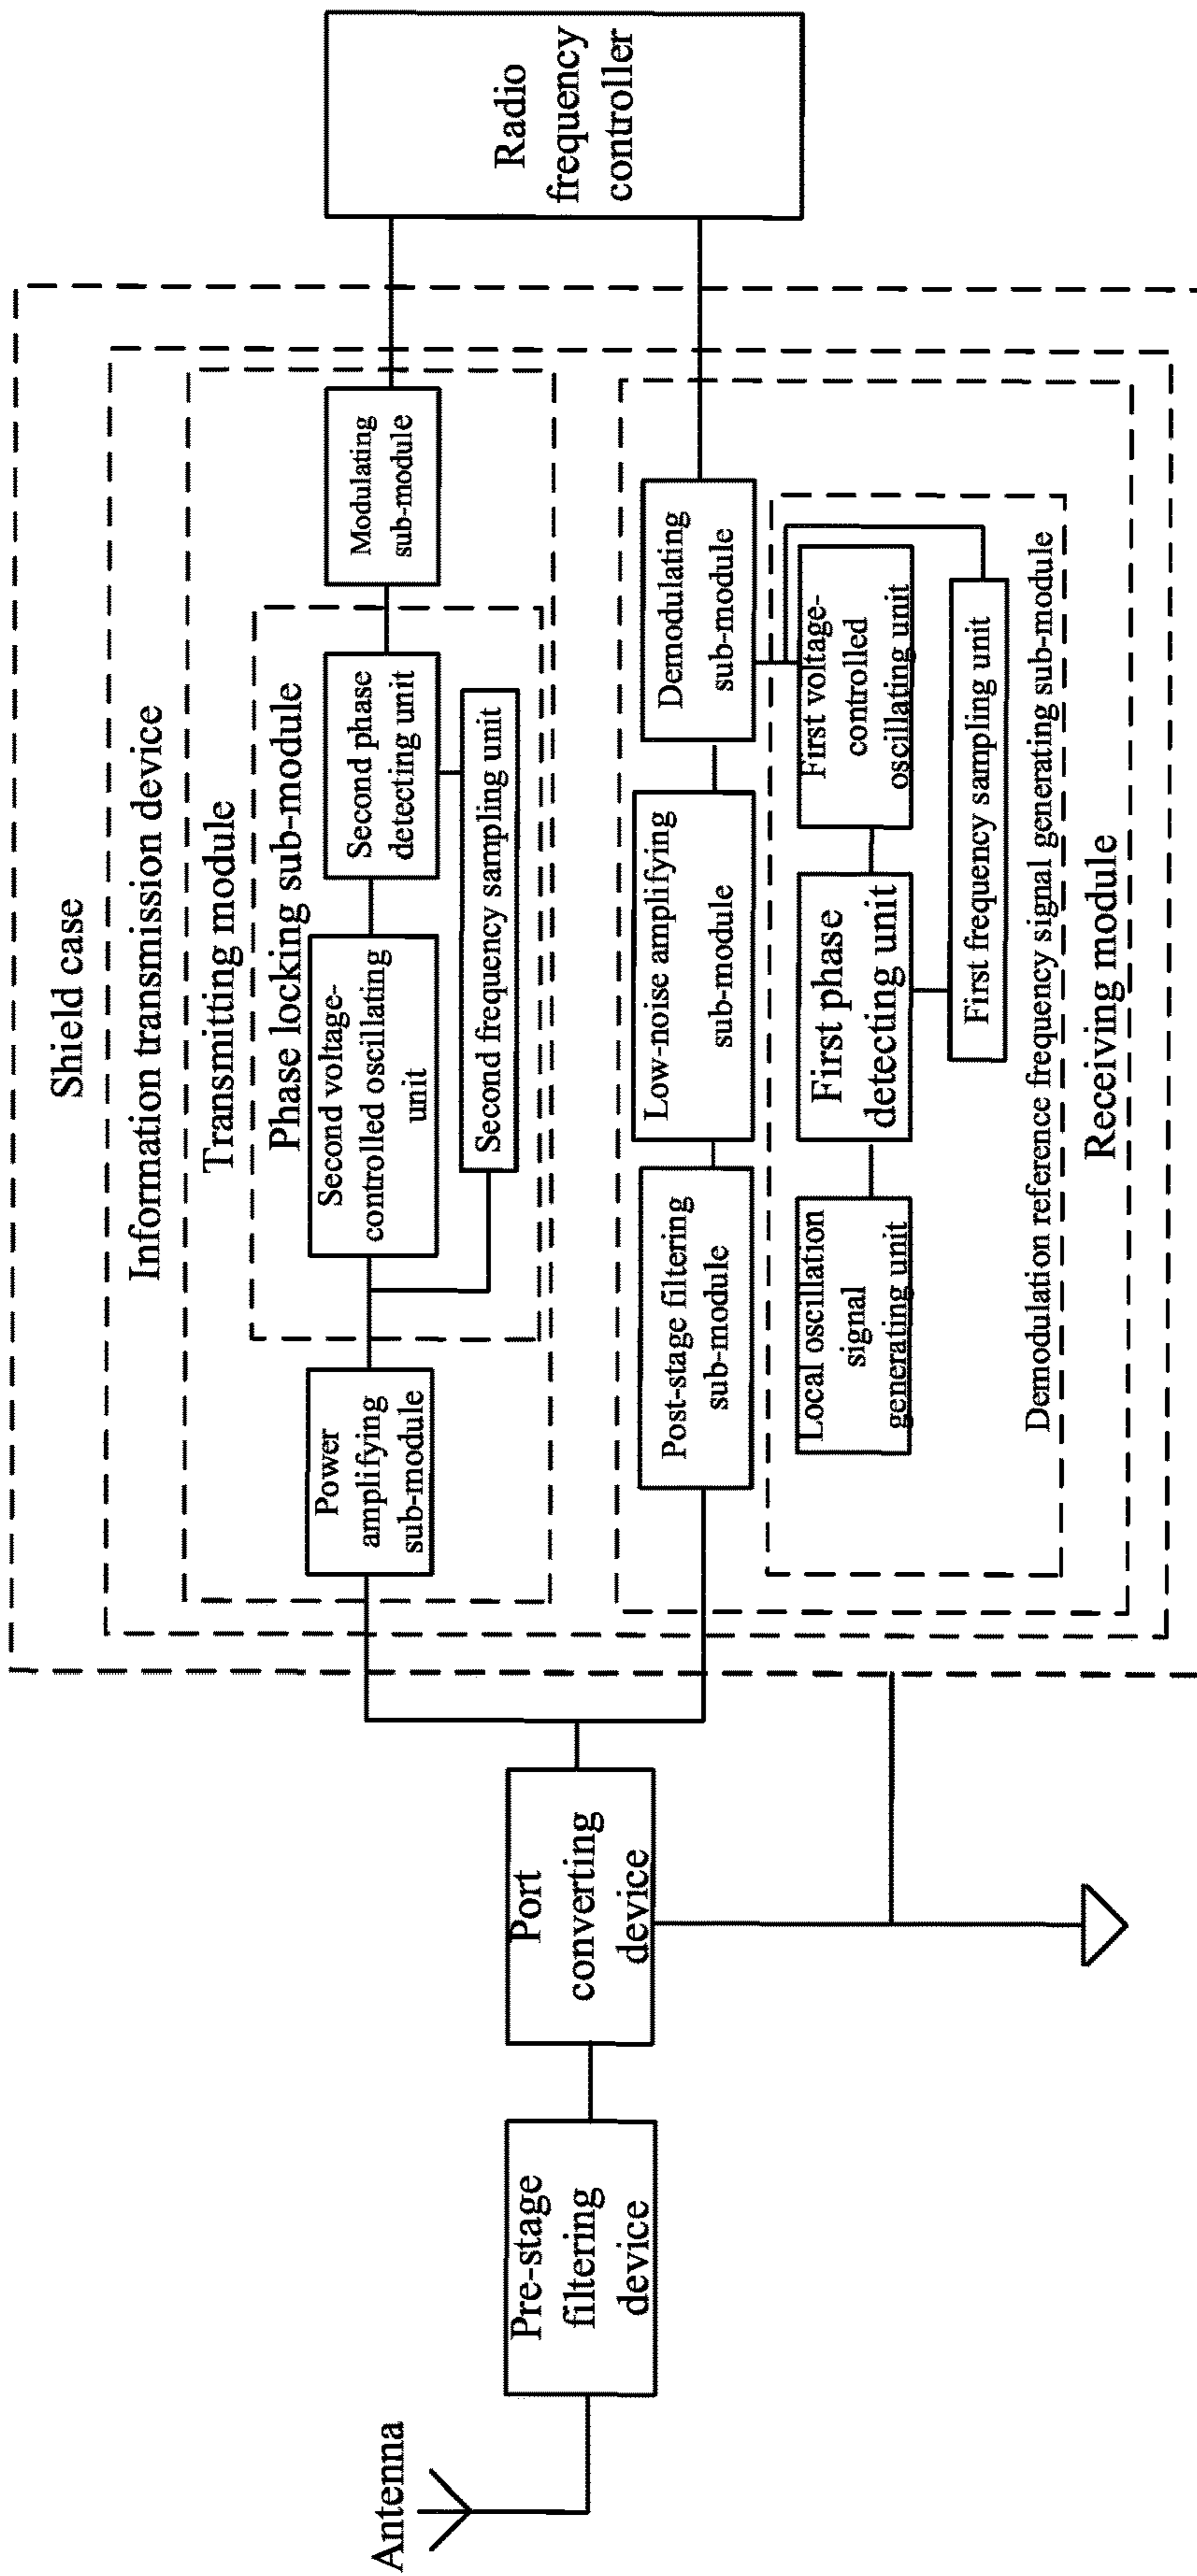 Antenna
Pre-stage
filtering
device
Port
converting
device
Shield case
Information transmission device
Transmitting module
Phase locking sub-module
Power
amplifying
sub-module
Second voltage-
controlled oscillating
unit
Second phase
detecting unit
Second frequency sampling unit
Modulating
sub-module
Radio
frequency
controller
Post-stage filtering
sub-module
Low-noise amplifying
sub-module
Demodulating
sub-module
Local oscillation
signal
generating unit
First phase
detecting unit
First voltage-
controlled
oscillating unit
First frequency sampling unit
Demodulation reference frequency signal generating sub-module
Receiving module